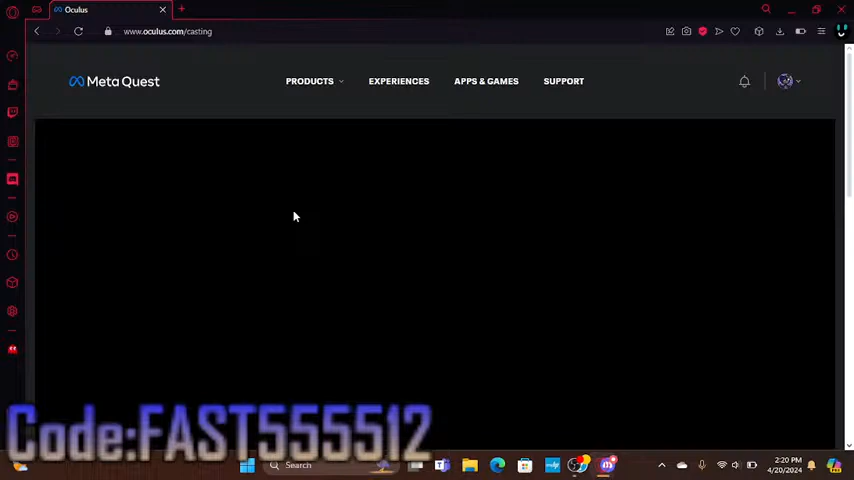 Oculus
www.oculus.com/casting
Meta Quest
PRODUCTS
EXPERIENCES
APPS & GAMES
SUPPORT
Code:FAST555512
Search
2:20 PM
4/20/2024